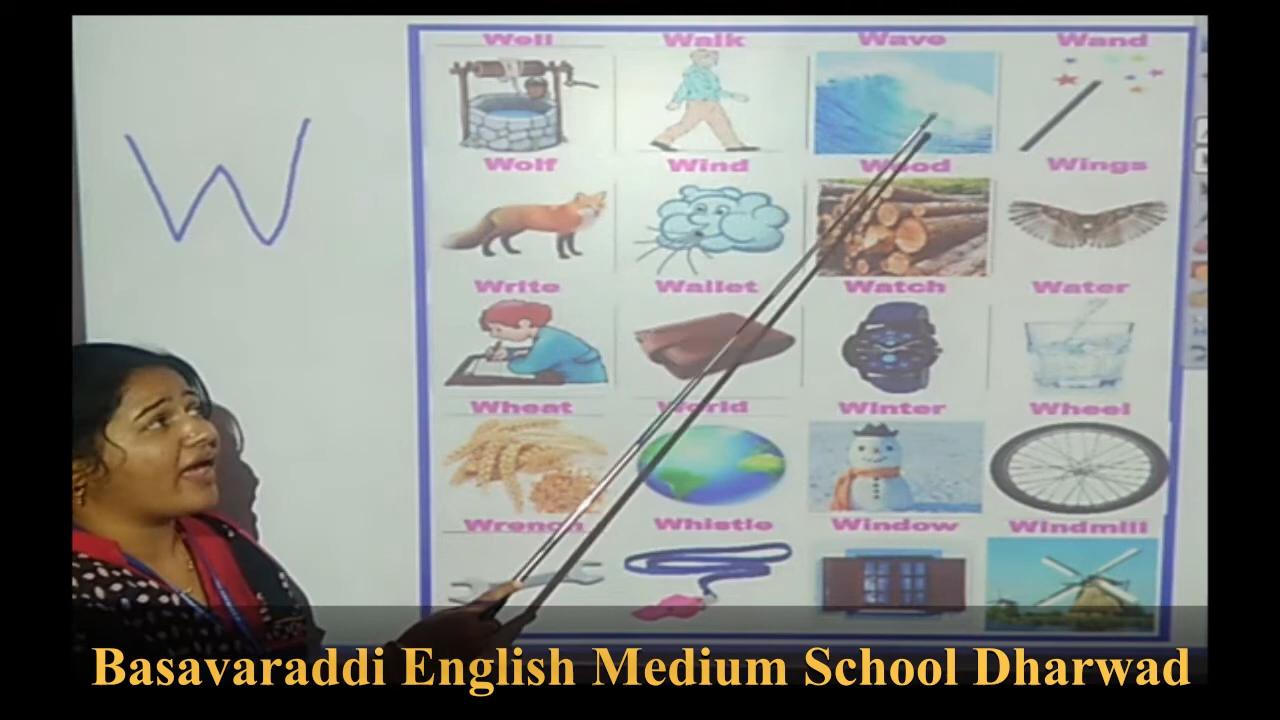 W
Well Walk Wave Wand
Wolf Wind Wood Wings
Write Wallet Watch Water
Wheat World Winter Wheel
Wrench Whistle Window Windmill
Basavaraddi English Medium School Dharwad